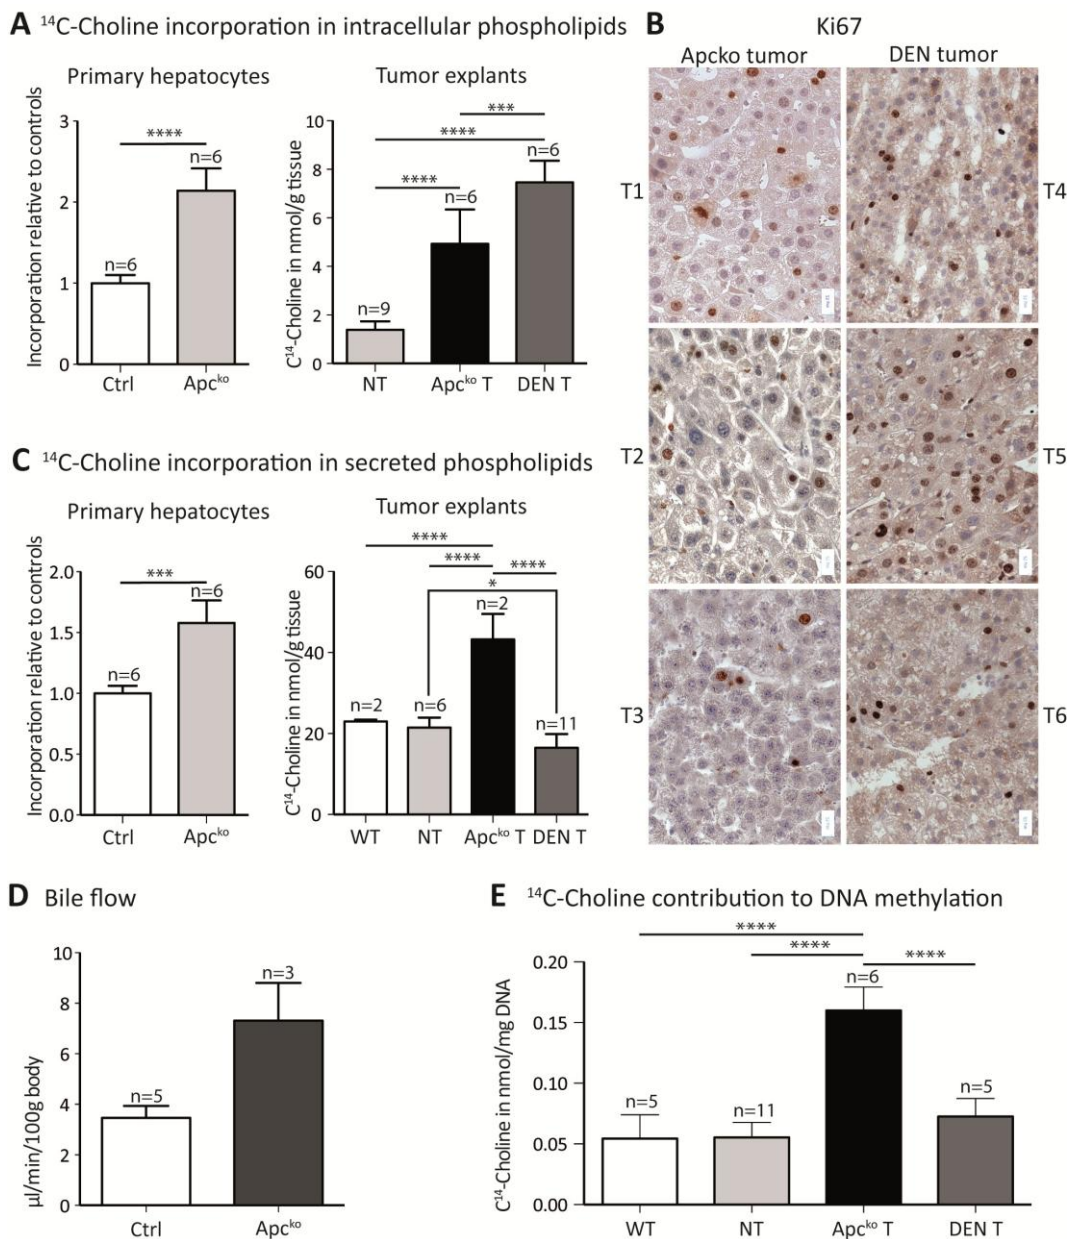 A ¹⁴C-Choline incorporation in intracellular phospholipids
Primary hepatocytes
Incorporation relative to controls
3
2
1
0
****
n=6
n=6
Ctrl
Apcᵏᵒ
Tumor explants
C¹⁴-Choline in nmol/g tissue
10
8
6
4
2
0
***
****
****
n=9
n=6
n=6
NT
Apcᵏᵒ T
DEN T
B Ki67
Apcko tumor
DEN tumor
T1
T4
T2
T5
T3
T6
C ¹⁴C-Choline incorporation in secreted phospholipids
Primary hepatocytes
Incorporation relative to controls
2.0
1.5
1.0
0.5
0.0
***
n=6
n=6
Ctrl
Apcᵏᵒ
Tumor explants
C¹⁴-Choline in nmol/g tissue
60
40
20
0
****
****
****
*
n=2
n=6
n=2
n=11
WT
NT
Apcᵏᵒ T
DEN T
D Bile flow
µl/min/100g body
10
8
6
4
2
0
n=5
n=3
Ctrl
Apcᵏᵒ
E ¹⁴C-Choline contribution to DNA methylation
C¹⁴-Choline in nmol/mg DNA
0.20
0.15
0.10
0.05
0.00
****
****
****
n=5
n=11
n=6
n=5
WT
NT
Apcᵏᵒ T
DEN T